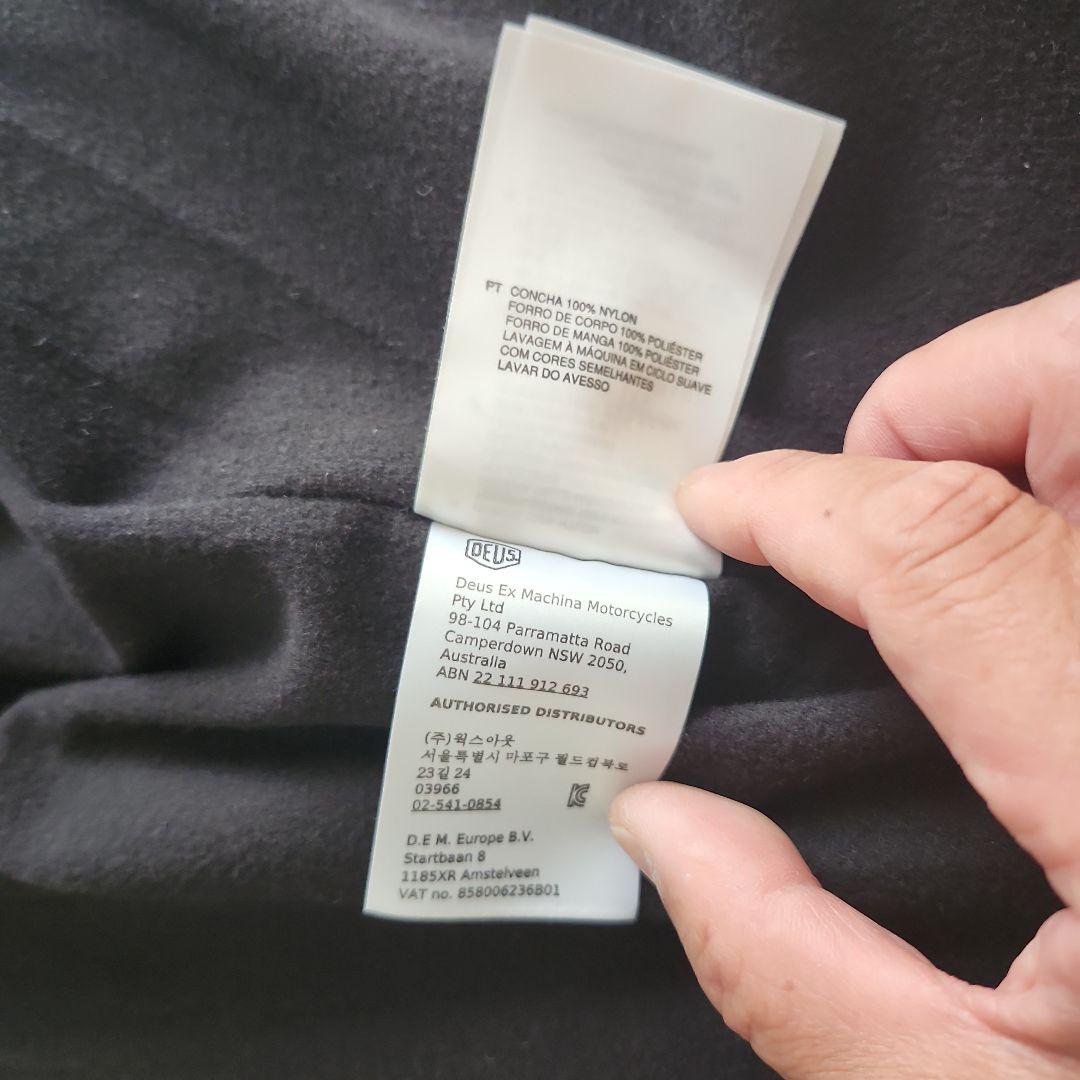 PT CONCHA 100% NYLON
FORRO DE CORPO 100% POLIÉSTER
FORRO DE MANGA 100% POLIÉSTER
LAVAGEM À MÁQUINA EM CICLO SUAVE
COM CORES SEMELHANTES
LAVAR DO AVESSO
DEUS.
Deus Ex Machina Motorcycles
Pty Ltd
98-104 Parramatta Road
Camperdown NSW 2050,
Australia
ABN 22 111 912 693
AUTHORISED DISTRIBUTORS
(주)웍스아웃
서울특별시 마포구 월드컵북로
23길 24
03966
02-541-0854
D.E M. Europe B.V.
Startbaan 8
1185XR Amstelveen
VAT no. 858006236B01